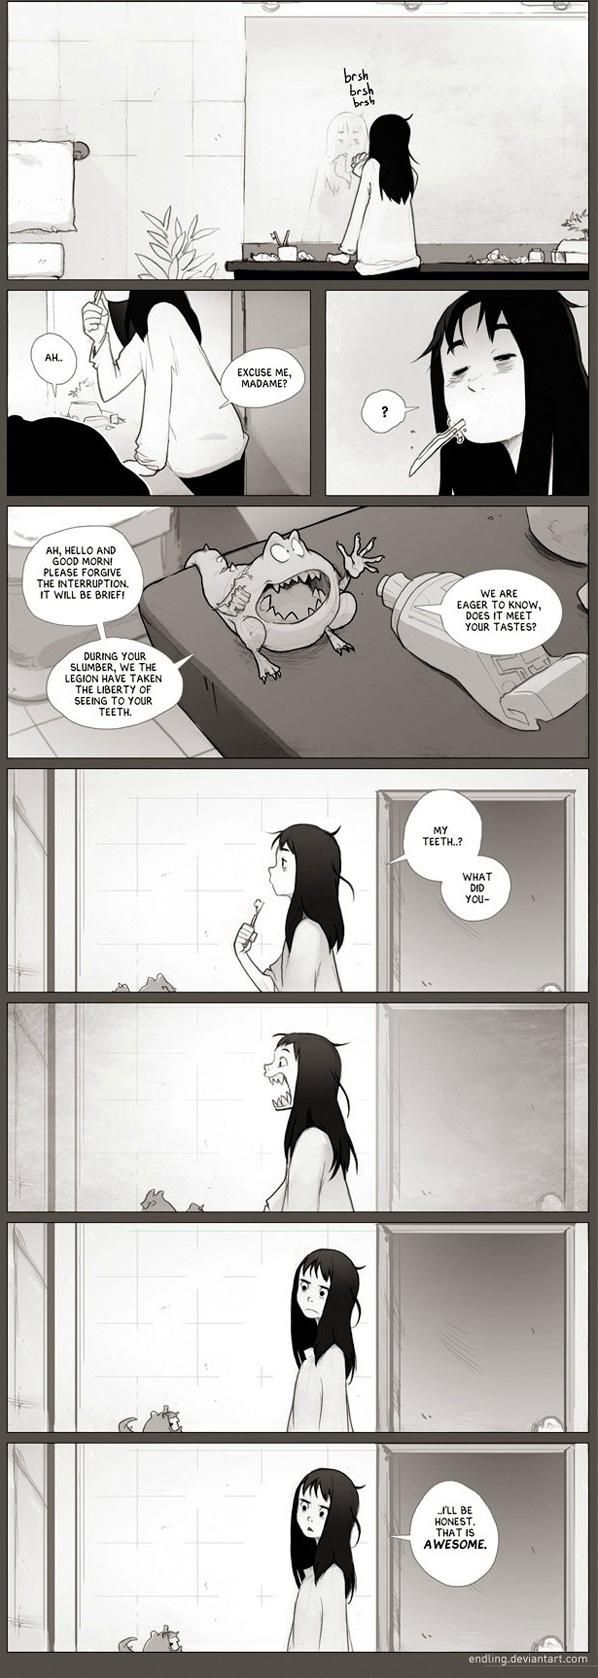 brsh
brsh
brsh
AH..
EXCUSE ME,
MADAME?
?
AH, HELLO AND
GOOD MORN!
PLEASE FORGIVE
THE INTERRUPTION.
IT WILL BE BRIEF!
DURING YOUR
SLUMBER, WE THE
LEGION HAVE TAKEN
THE LIBERTY OF
SEEING TO YOUR
TEETH.
WE ARE
EAGER TO KNOW,
DOES IT MEET
YOUR TASTES?
MY
TEETH..?
WHAT
DID
YOU-
..I'LL BE
HONEST.
THAT IS
AWESOME.
endling.deviantart.com